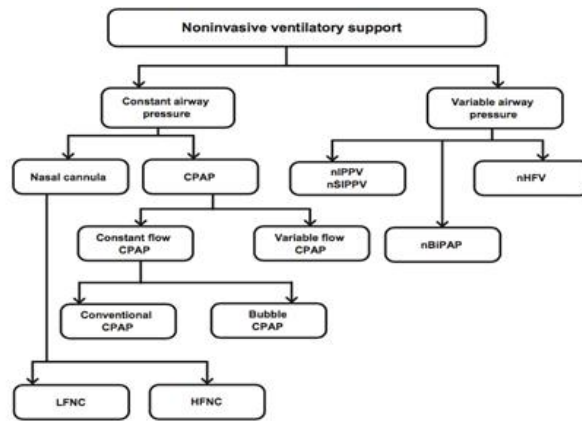 Noninvasive ventilatory support
Constant airway
pressure
Variable airway
pressure
Nasal cannula
CPAP
nIPPV
nSIPPV
nHFV
Constant flow
CPAP
Variable flow
CPAP
nBiPAP
Conventional
CPAP
Bubble
CPAP
LFNC
HFNC